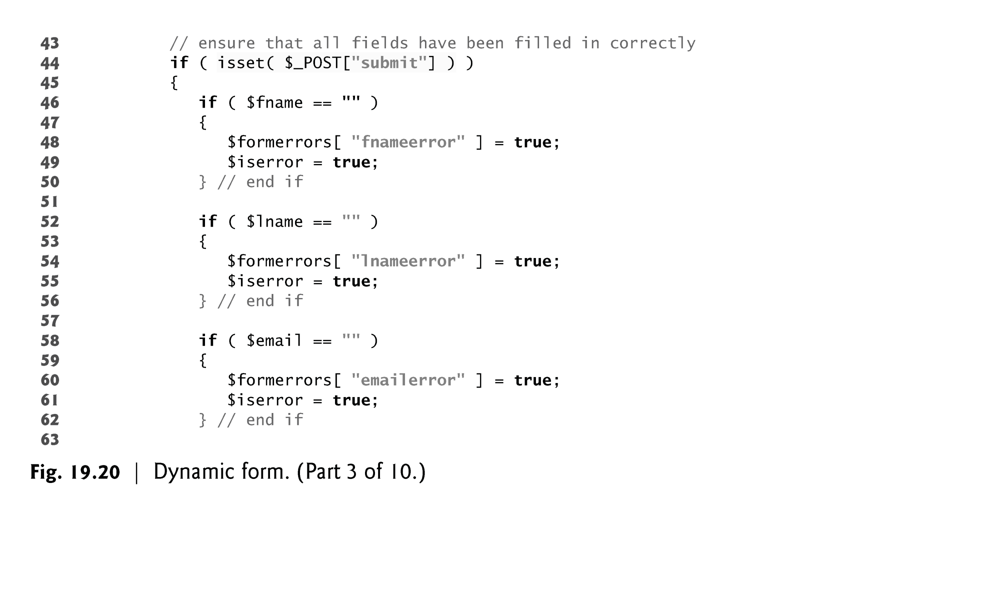 43 // ensure that all fields have been filled in correctly
44 if ( isset( $_POST["submit"] ) )
45 {
46 if ( $fname == "" )
47 {
48 $formerrors[ "fnameerror" ] = true;
49 $iserror = true;
50 } // end if
51
52 if ( $lname == "" )
53 {
54 $formerrors[ "lnameerror" ] = true;
55 $iserror = true;
56 } // end if
57
58 if ( $email == "" )
59 {
60 $formerrors[ "emailerror" ] = true;
61 $iserror = true;
62 } // end if
63
Fig. 19.20 | Dynamic form. (Part 3 of 10.)